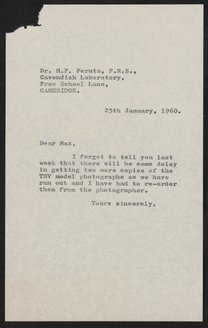 Dr. M.F. Perutz, F.R.S.,
Cavendish Laboratory,
Free School Lane,
CAMBRIDGE.
25th January, 1960.
Dear Max,
I forgot to tell you last
week that there will be some delay
in getting two more copies of the
TMV model photographs as we have
run out and I have had to re-order
them from the photographer.
Yours sincerely,